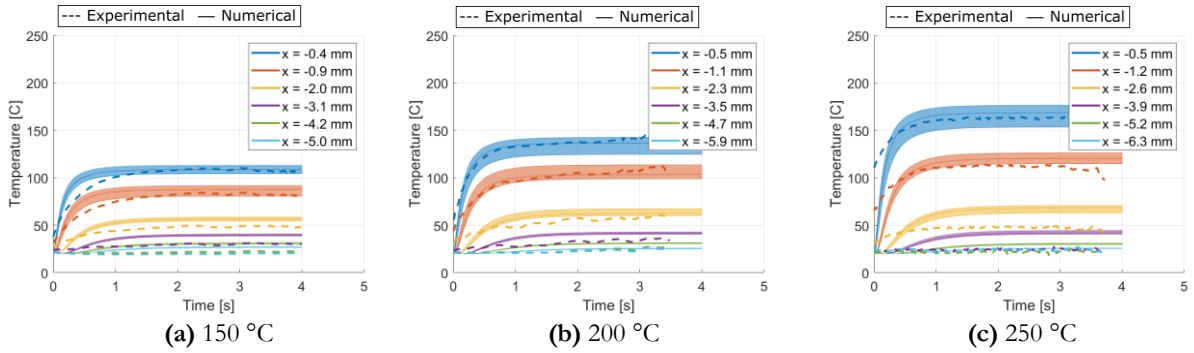 Experimental Numerical
250
200
150
100
50
0
Temperature [C]
0 1 2 3 4 5
Time [s]
x = -0.4 mm
x = -0.9 mm
x = -2.0 mm
x = -3.1 mm
x = -4.2 mm
x = -5.0 mm
(a) 150 °C
Experimental Numerical
250
200
150
100
50
0
Temperature [C]
0 1 2 3 4 5
Time [s]
x = -0.5 mm
x = -1.1 mm
x = -2.3 mm
x = -3.5 mm
x = -4.7 mm
x = -5.9 mm
(b) 200 °C
Experimental Numerical
250
200
150
100
50
0
Temperature [C]
0 1 2 3 4 5
Time [s]
x = -0.5 mm
x = -1.2 mm
x = -2.6 mm
x = -3.9 mm
x = -5.2 mm
x = -6.3 mm
(c) 250 °C